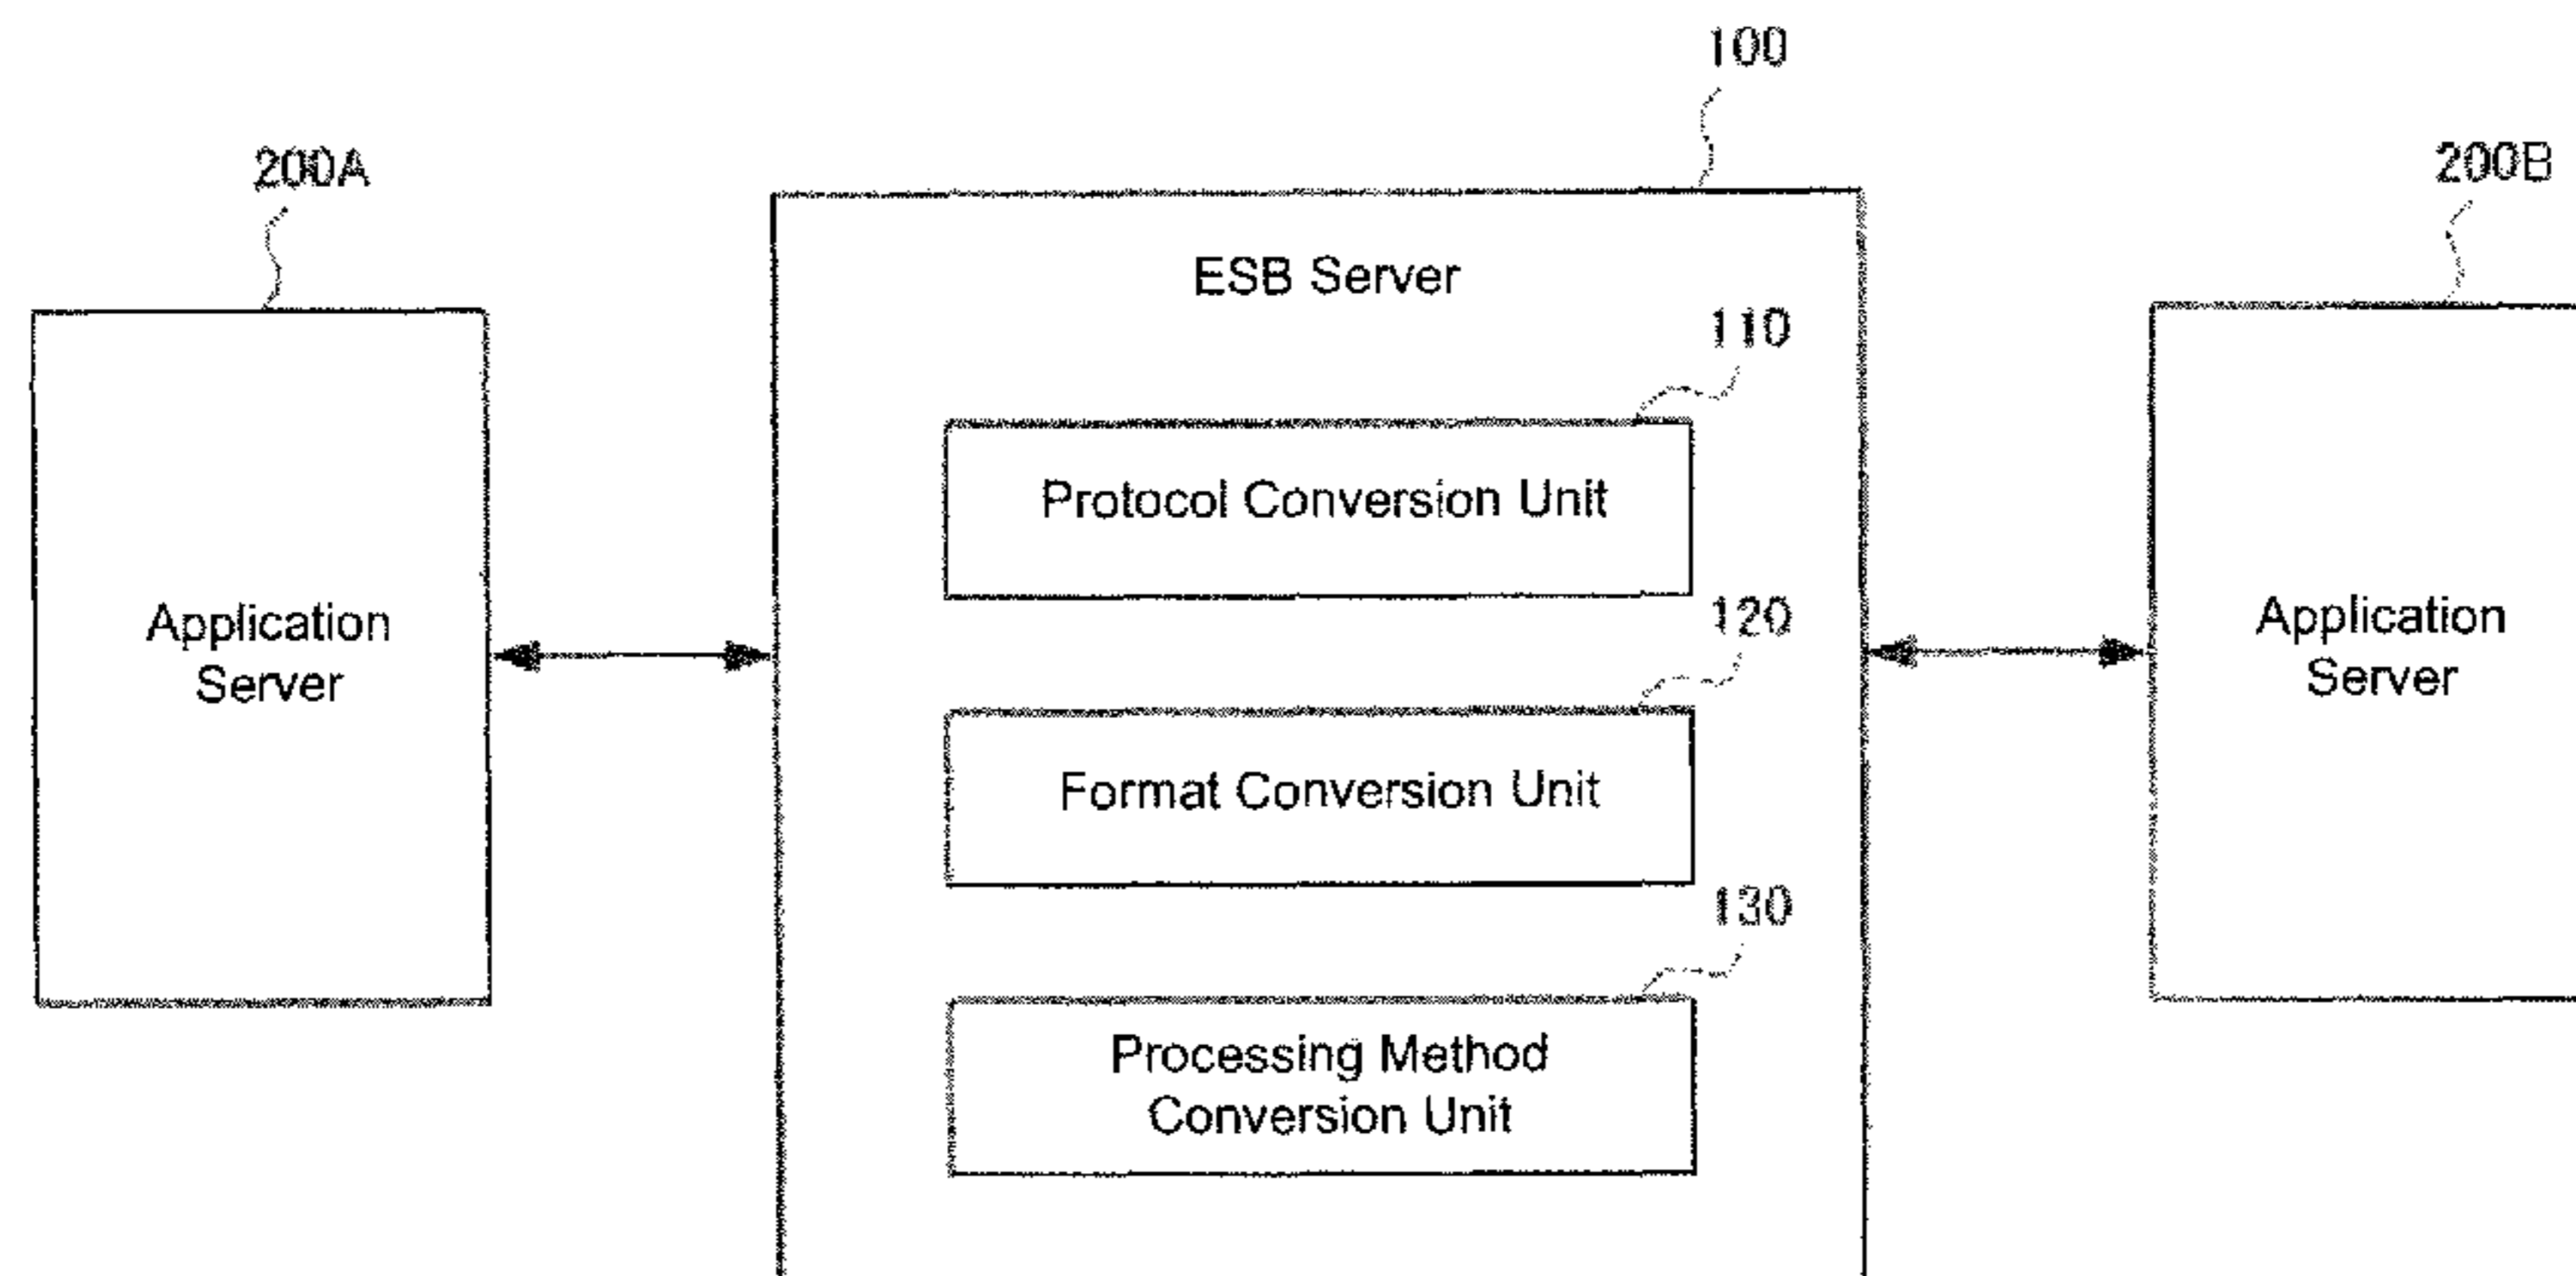 100
200A
200B
ESB Server
110
Protocol Conversion Unit
120
Application
Server
Application
Server
Format Conversion Unit
130
Processing Method
Conversion Unit